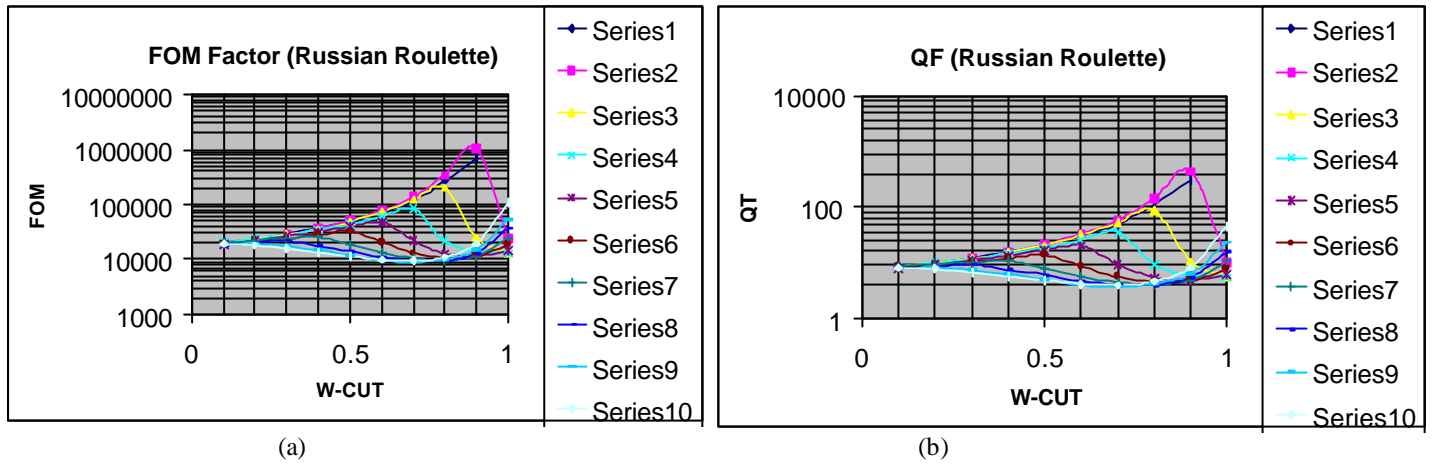 FOM Factor (Russian Roulette)
FOM
10000000
1000000
100000
10000
1000
0
0.5
1
W-CUT
Series1
Series2
Series3
Series4
Series5
Series6
Series7
Series8
Series9
Series10
(a)
QF (Russian Roulette)
QT
10000
100
1
0
0.5
1
W-CUT
Series1
Series2
Series3
Series4
Series5
Series6
Series7
Series8
Series9
Series10
(b)